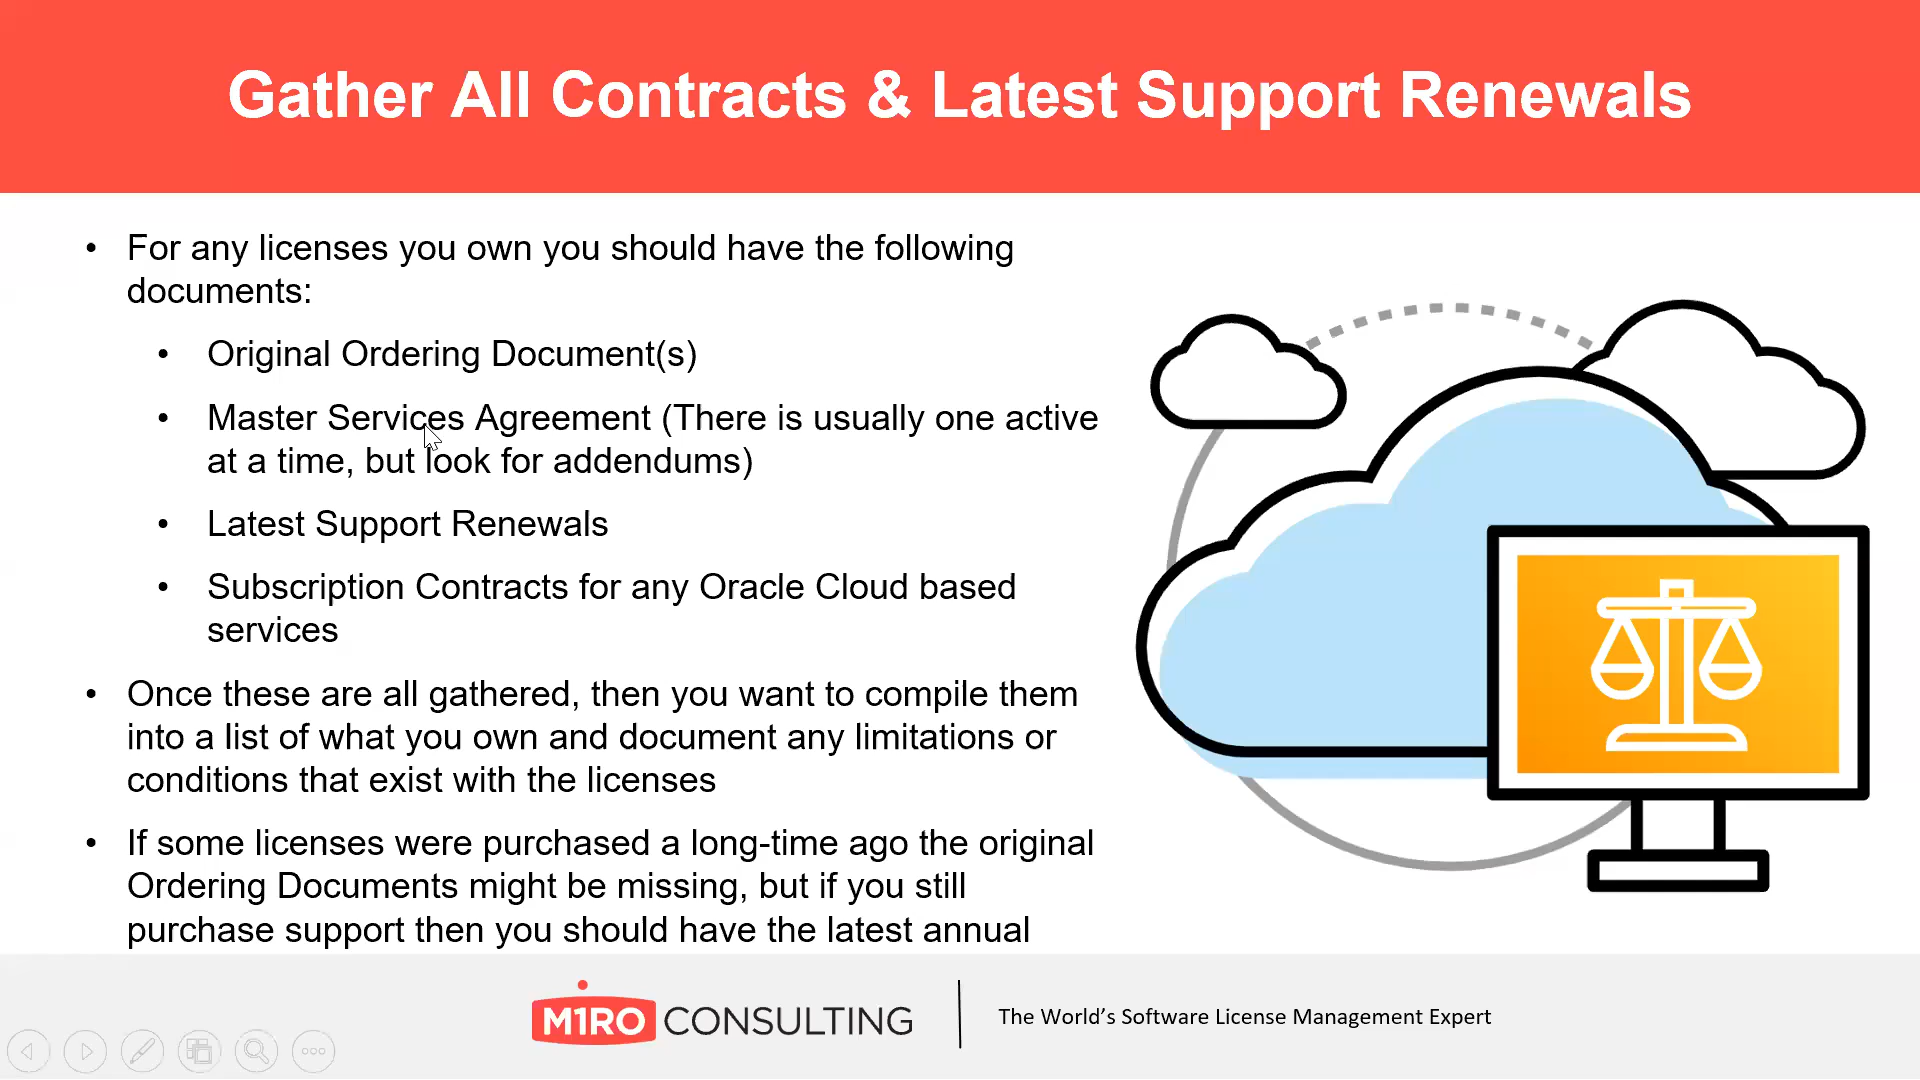 Gather All Contracts & Latest Support Renewals
• For any licenses you own you should have the following
documents:
• Original Ordering Document(s)
• Master Services Agreement (There is usually one active
at a time, but look for addendums)
• Latest Support Renewals
• Subscription Contracts for any Oracle Cloud based
services
• Once these are all gathered, then you want to compile them
into a list of what you own and document any limitations or
conditions that exist with the licenses
• If some licenses were purchased a long-time ago the original
Ordering Documents might be missing, but if you still
purchase support then you should have the latest annual
M1RO CONSULTING
The World’s Software License Management Expert